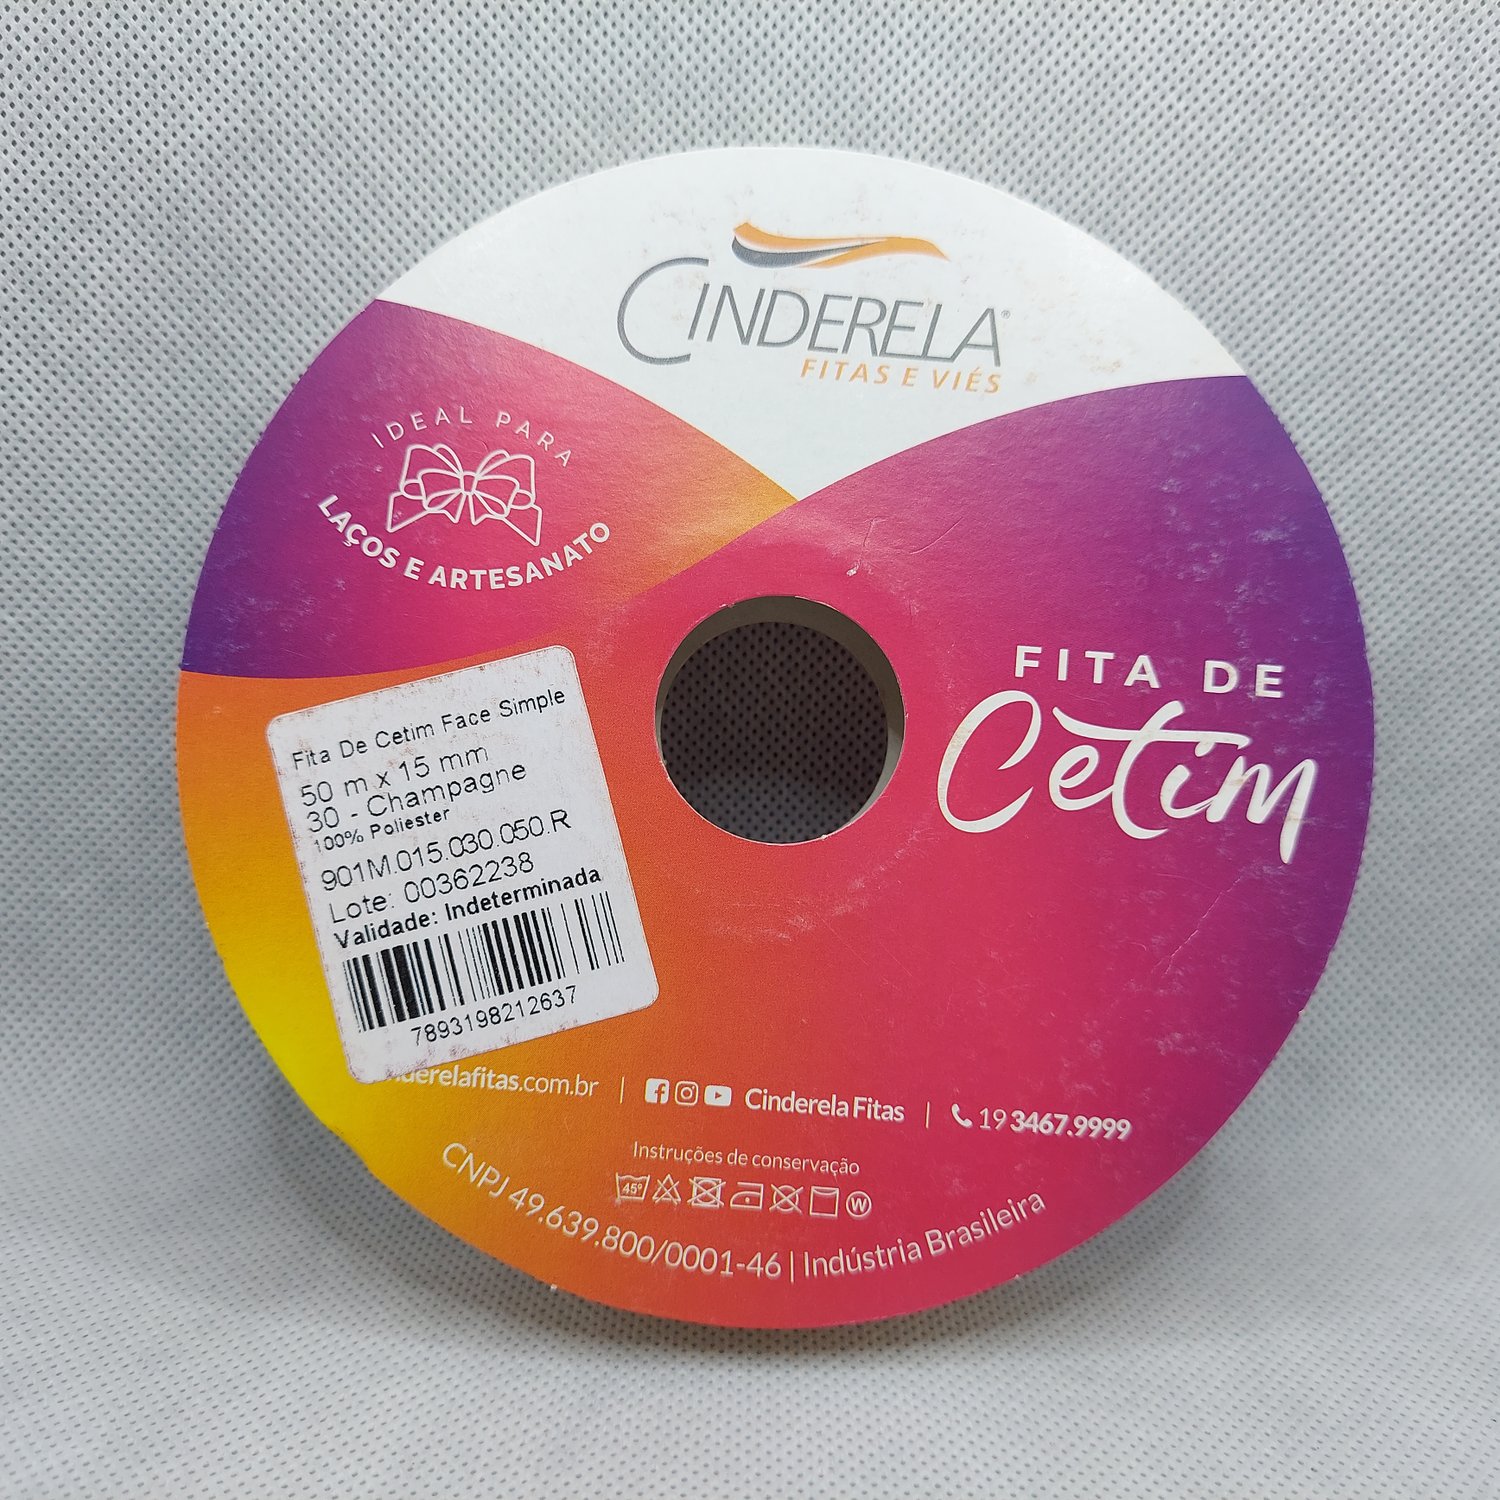 CINDERELA®
FITAS E VIÉS
IDEAL PARA
LAÇOS E ARTESANATO
FITA DE
Cetim
Fita De Cetim Face Simple
50 m x 15 mm
30 - Champagne
100% Poliester
901M.015.030.050.R
Lote: 00362238
Validade: Indeterminada
7893198212637
nderelafitas.com.br | Cinderela Fitas | 19 3467.9999
Instruções de conservação
45° W
CNPJ 49.639.800/0001-46 | Indústria Brasileira